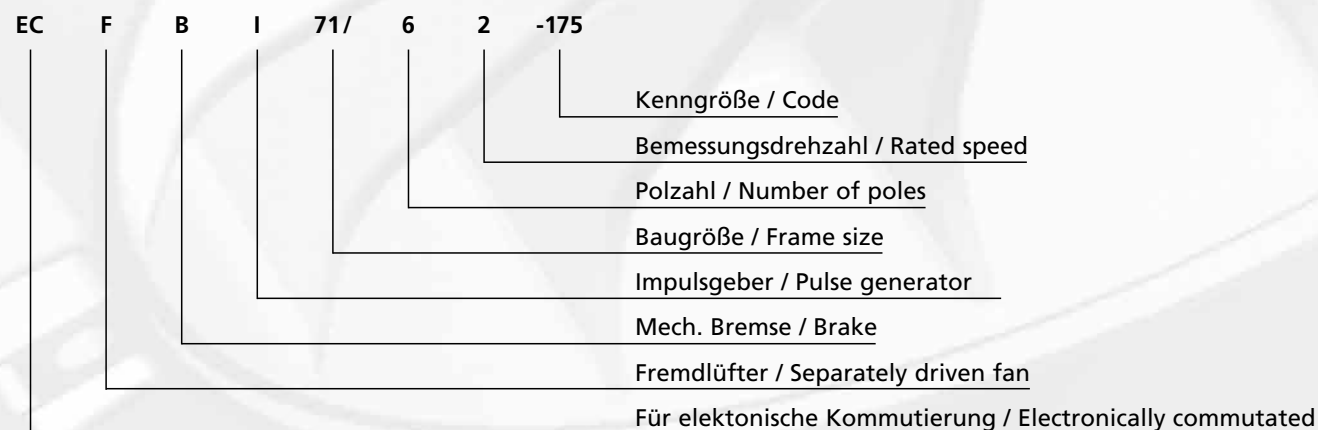 EC F B I 71/ 6 2 -175
Kenngröße / Code
Bemessungsdrehzahl / Rated speed
Polzahl / Number of poles
Baugröße / Frame size
Impulsgeber / Pulse generator
Mech. Bremse / Brake
Fremdlüfter / Separately driven fan
Für elektonische Kommutierung / Electronically commutated